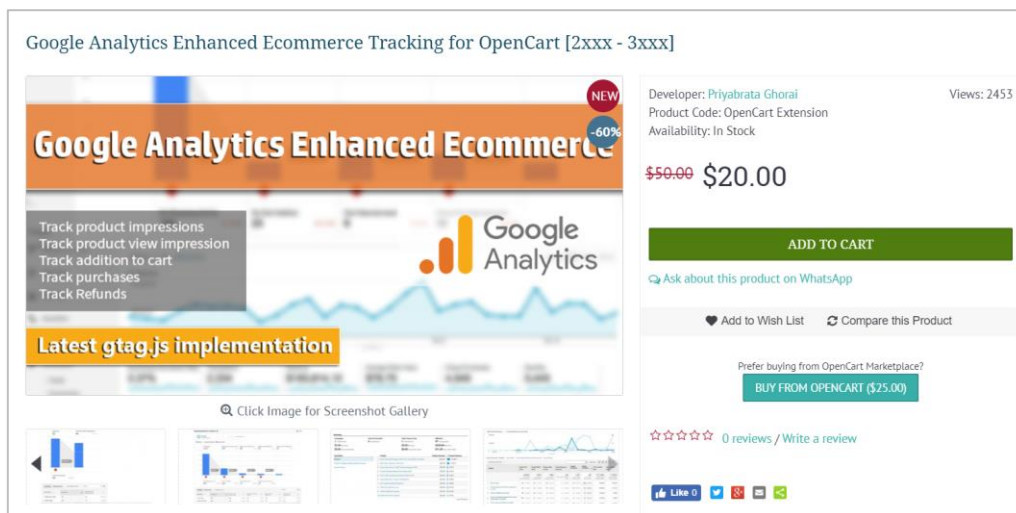 Google Analytics Enhanced Ecommerce Tracking for OpenCart [2xxx - 3xxx]
NEW
-60%
Google Analytics Enhanced Ecommerce
Track product impressions
Track product view impression
Track addition to cart
Track purchases
Track Refunds
Google
Analytics
Latest gtag.js implementation
Click Image for Screenshot Gallery
Developer: Priyabrata Ghorai
Views: 2453
Product Code: OpenCart Extension
Availability: In Stock
$50.00 $20.00
ADD TO CART
Ask about this product on WhatsApp
Add to Wish List
Compare this Product
Prefer buying from OpenCart Marketplace?
BUY FROM OPENCART ($25.00)
0 reviews / Write a review
Like 0